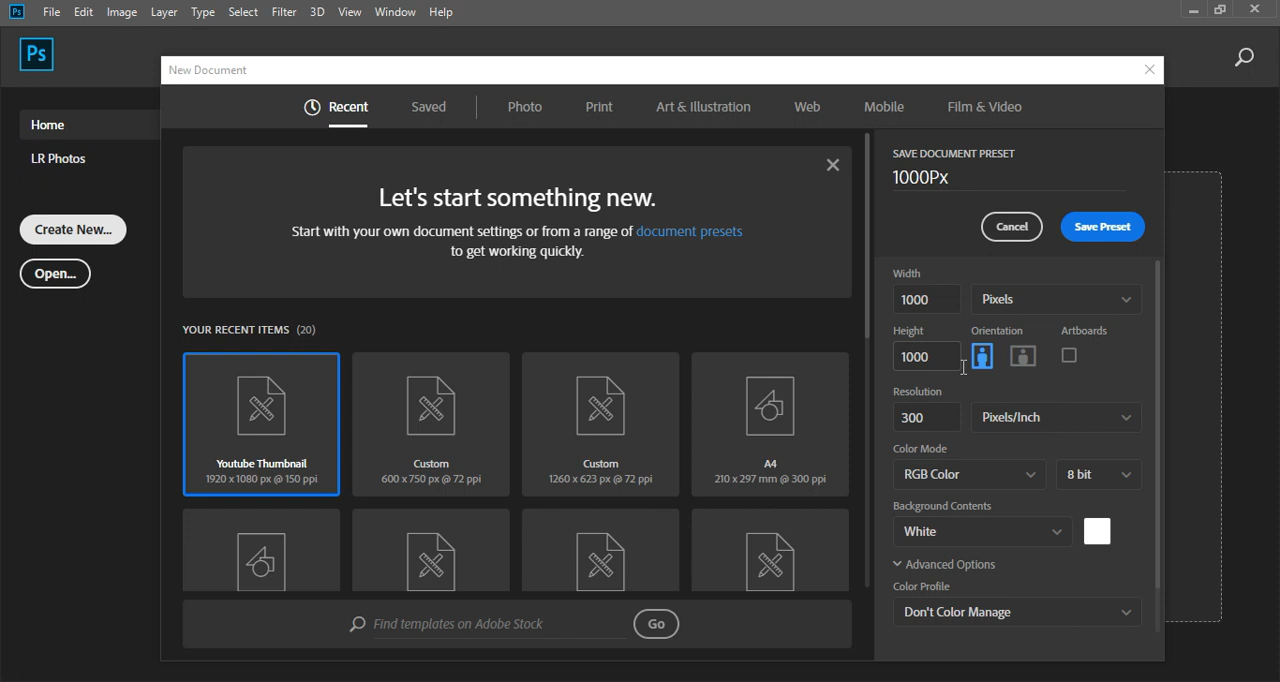 Ps File Edit Image Layer Type Select Filter 3D View Window Help
Ps
New Document
Recent Saved Photo Print Art & Illustration Web Mobile Film & Video
Home
LR Photos
Create New...
Open...
Let's start something new.
Start with your own document settings or from a range of document presets
to get working quickly.
YOUR RECENT ITEMS (20)
Youtube Thumbnail
1920 x 1080 px @ 150 ppi
Custom
600 x 750 px @ 72 ppi
Custom
1260 x 623 px @ 72 ppi
A4
210 x 297 mm @ 300 ppi
Find templates on Adobe Stock
Go
SAVE DOCUMENT PRESET
1000Px
Cancel Save Preset
Width
1000 Pixels
Height Orientation Artboards
1000
Resolution
300 Pixels/Inch
Color Mode
RGB Color 8 bit
Background Contents
White
Advanced Options
Color Profile
Don't Color Manage